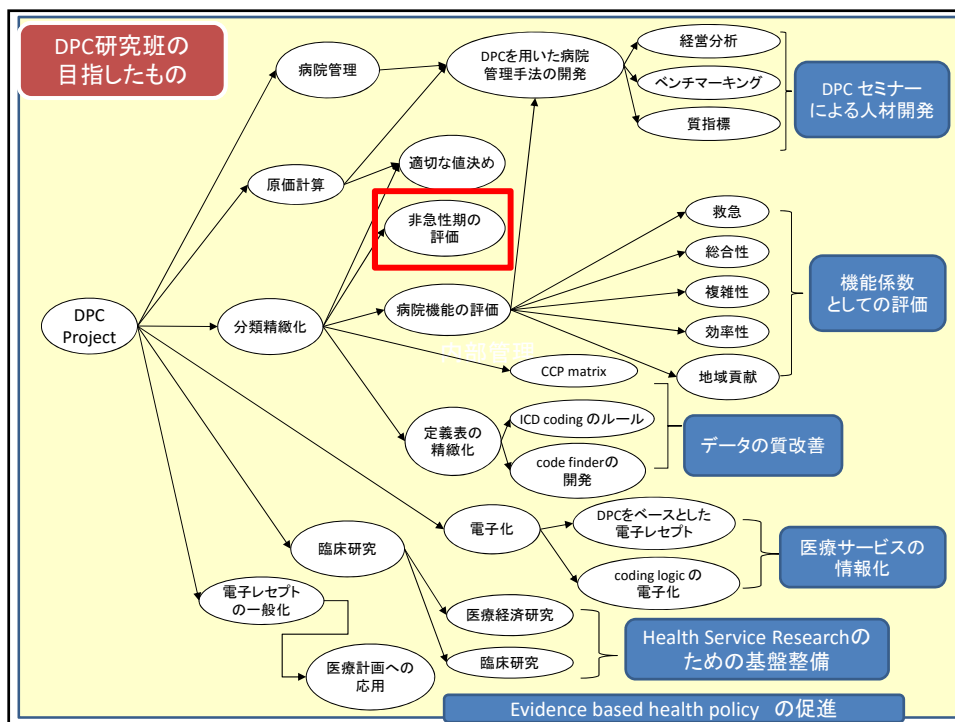 DPC研究班の
目指したもの
病院管理
DPCを用いた病院
管理手法の開発
経営分析
ベンチマーキング
質指標
DPC セミナー
による人材開発
原価計算
適切な値決め
非急性期の
評価
救急
総合性
複雑性
効率性
地域貢献
機能係数
としての評価
DPC
Project
分類精緻化
病院機能の評価
内部管理
CCP matrix
定義表の
精緻化
ICD coding のルール
code finderの
開発
データの質改善
電子化
DPCをベースとした
電子レセプト
coding logic の
電子化
医療サービスの
情報化
臨床研究
電子レセプト
の一般化
医療経済研究
臨床研究
Health Service Researchの
ための基盤整備
医療計画への
応用
Evidence based health policy の促進